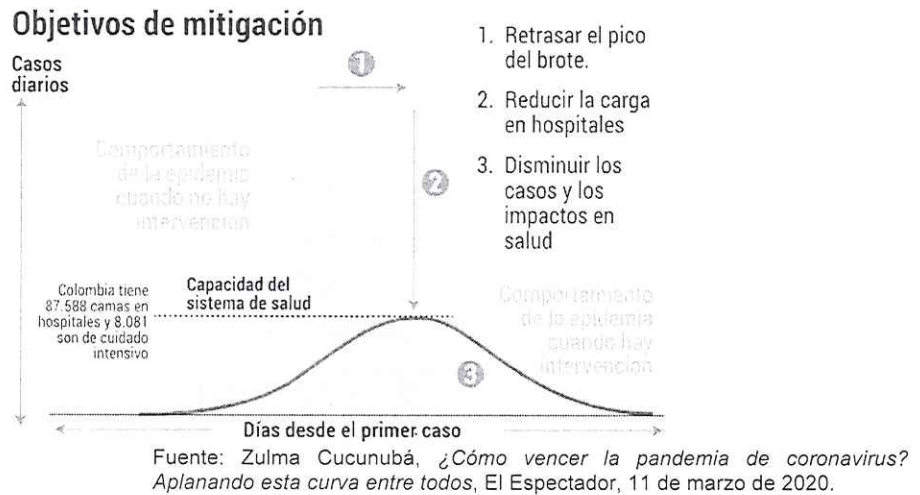 Objetivos de mitigación
Casos
diarios
1
2
3
1. Retrasar el pico
del brote.
2. Reducir la carga
en hospitales
3. Disminuir los
casos y los
impactos en
salud
Comportamiento
de la epidemia
cuando no hay
intervención
Colombia tiene
87.588 camas en
hospitales y 8.081
son de cuidado
intensivo
Capacidad del
sistema de salud
Comportamiento
de la epidemia
cuando hay
intervención
Días desde el primer caso
Fuente: Zulma Cucunubá, ¿Cómo vencer la pandemia de coronavirus?
Aplanando esta curva entre todos, El Espectador, 11 de marzo de 2020.